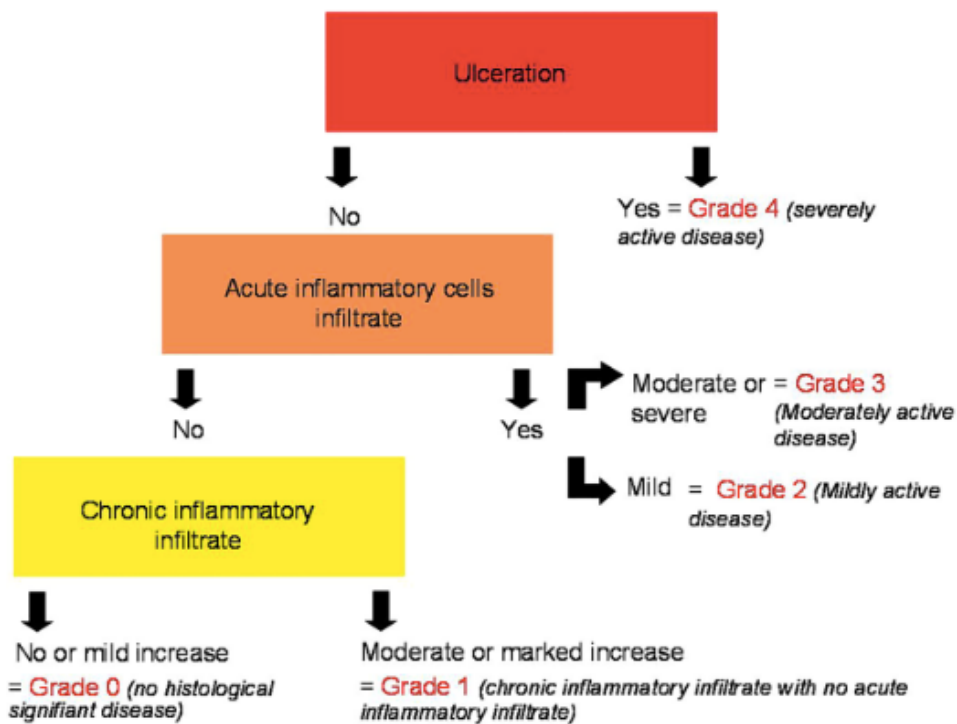 Ulceration
No
Yes = Grade 4 (severely
active disease)
Acute inflammatory cells
infiltrate
No
Yes
Moderate or = Grade 3
severe (Moderately active
disease)
Mild = Grade 2 (Mildly active
disease)
Chronic inflammatory
infiltrate
No or mild increase
= Grade 0 (no histological
signifiant disease)
Moderate or marked increase
= Grade 1 (chronic inflammatory infiltrate with no acute
inflammatory infiltrate)